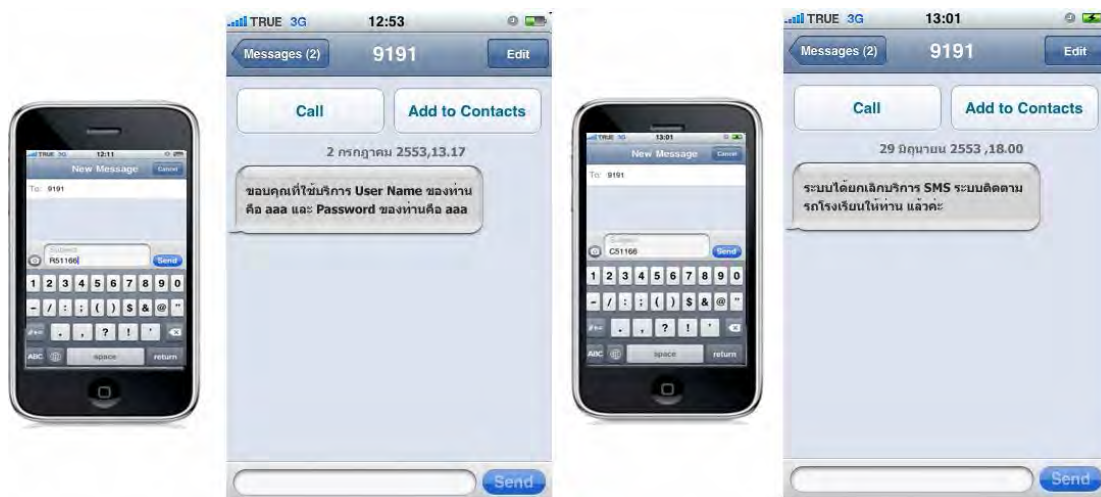 TRUE 3G 12:11
New Message Cancel
To: 9191
Subject
R51166
Send
1 2 3 4 5 6 7 8 9 0
- / : ; ( ) $ & @ "
#+= . , ? ! '
ABC space return
TRUE 3G 12:53
Messages (2) 9191 Edit
Call Add to Contacts
2 กรกฎาคม 2553,13.17
ขอบคุณที่ใช้บริการ User Name ของท่าน
คือ aaa และ Password ของท่านคือ aaa
Send
TRUE 3G 13:01
New Message Cancel
To: 9191
Subject
C51166
Send
1 2 3 4 5 6 7 8 9 0
- / : ; ( ) $ & @ "
#+= . , ? ! '
ABC space return
TRUE 3G 13:01
Messages (2) 9191 Edit
Call Add to Contacts
29 มิถุนายน 2553 ,18.00
ระบบได้ยกเลิกบริการ SMS ระบบติดตาม
รถโรงเรียนให้ท่าน แล้วค่ะ
Send